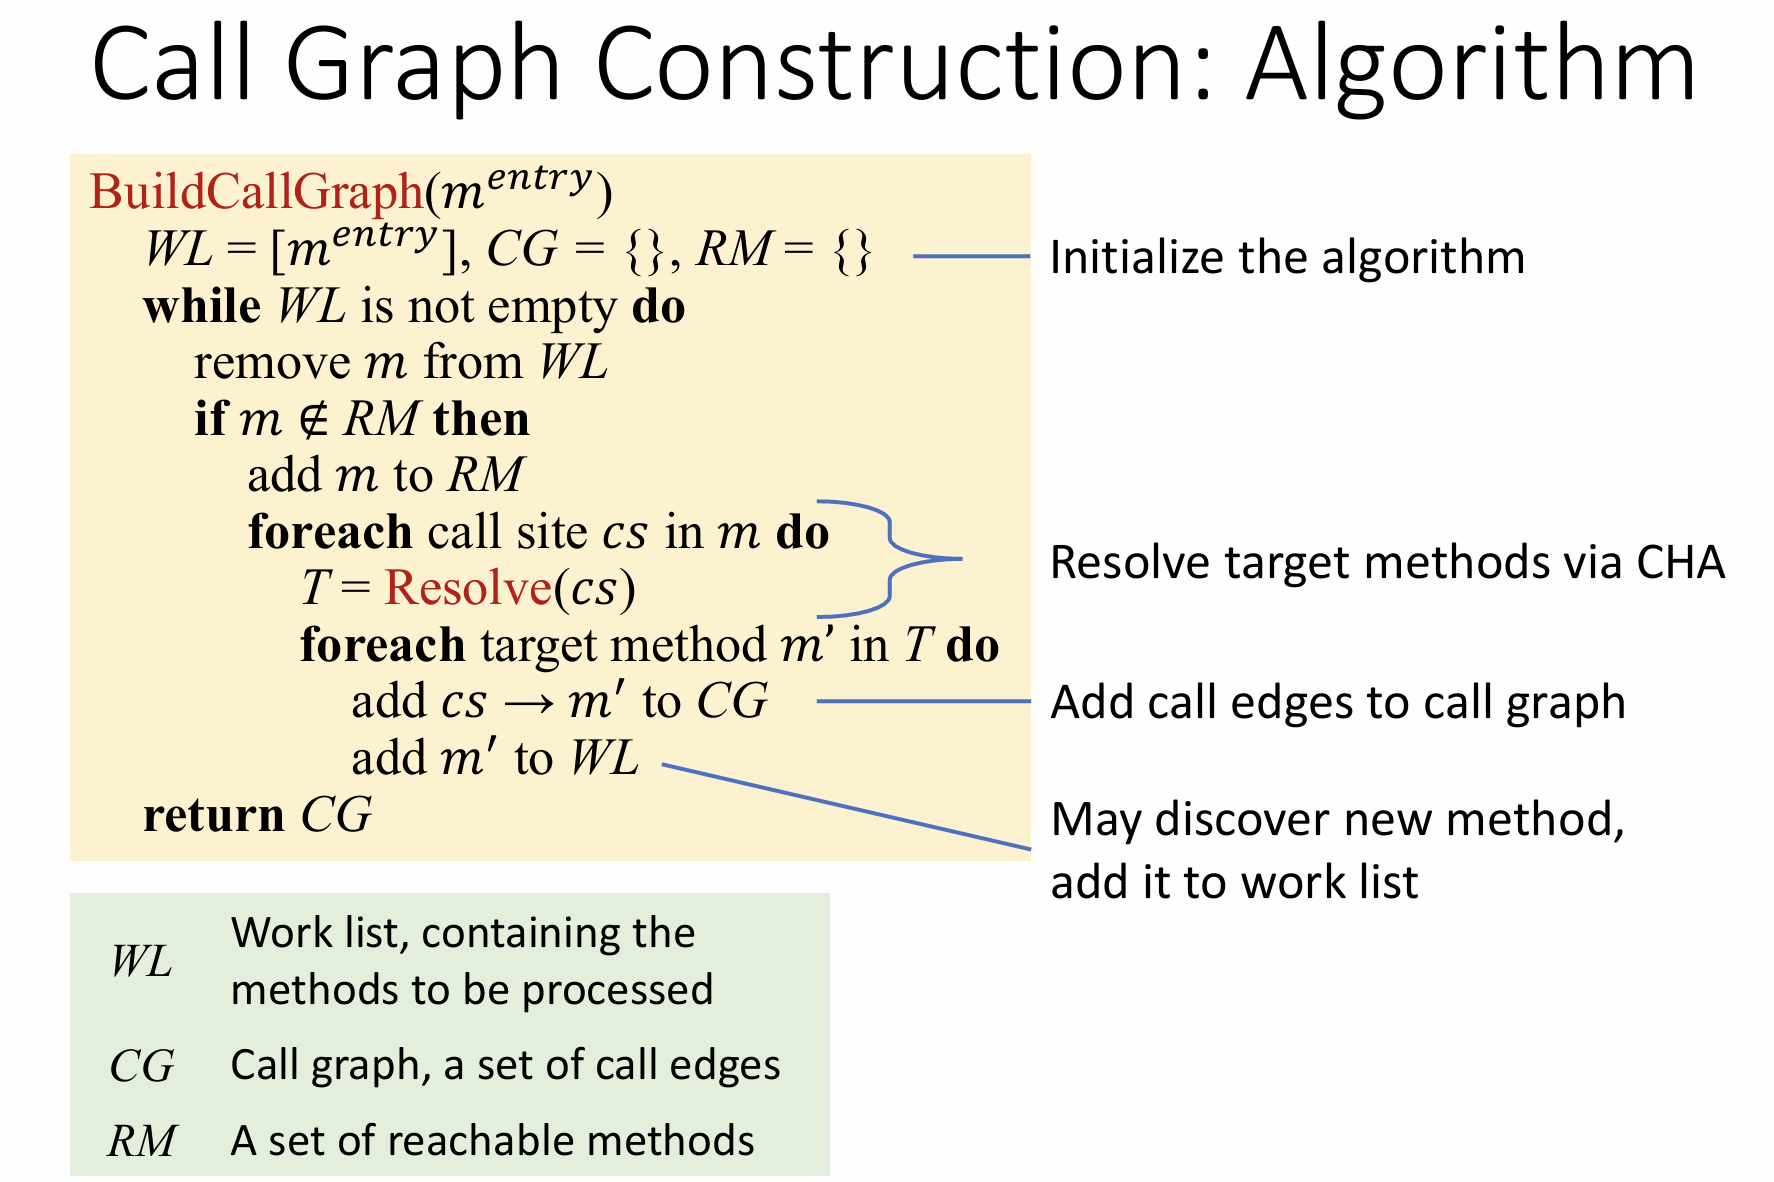 Call Graph Construction: Algorithm
BuildCallGraph(m^entry)
WL = [m^entry], CG = {}, RM = {}
while WL is not empty do
remove m from WL
if m ∉ RM then
add m to RM
foreach call site cs in m do
T = Resolve(cs)
foreach target method m’ in T do
add cs → m′ to CG
add m′ to WL
return CG
Initialize the algorithm
Resolve target methods via CHA
Add call edges to call graph
May discover new method,
add it to work list
WL Work list, containing the
methods to be processed
CG Call graph, a set of call edges
RM A set of reachable methods